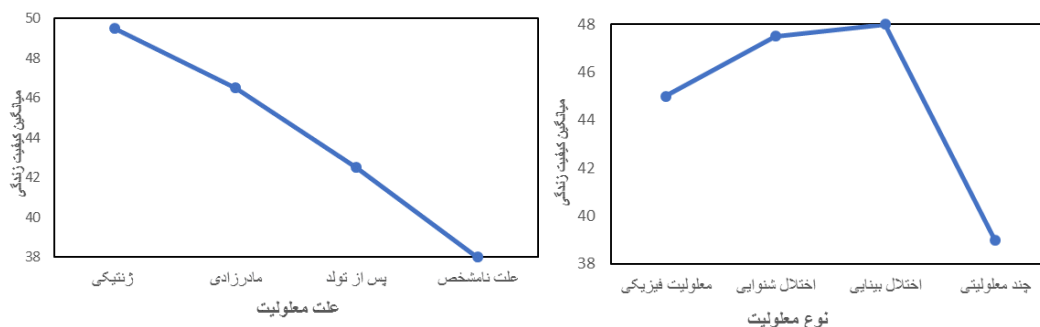 میانگین کیفیت زندگی
50
48
46
44
42
40
38
ژنتیکی
مادرزادی
پس از تولد
علت نامشخص
علت معلولیت
میانگین کیفیت زندگی
48
46
44
42
40
38
معلولیت فیزیکی
اختلال شنوایی
اختلال بینایی
چند معلولیتی
نوع معلولیت